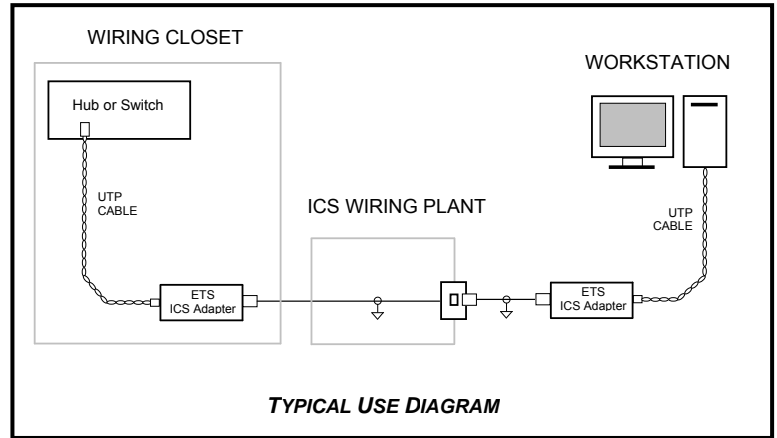 WIRING CLOSET
WORKSTATION
Hub or Switch
UTP
CABLE
ICS WIRING PLANT
UTP
CABLE
ETS
ICS Adapter
ETS
ICS Adapter
TYPICAL USE DIAGRAM